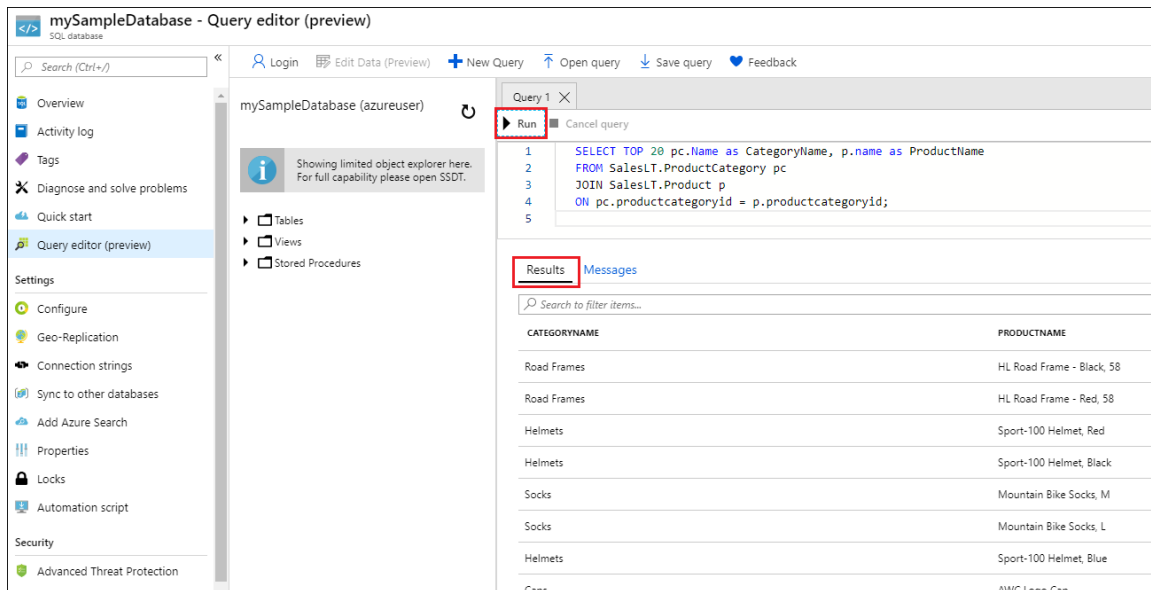 mySampleDatabase - Query editor (preview)
SQL database
Search (Ctrl+/)
«
Overview
Activity log
Tags
Diagnose and solve problems
Quick start
Query editor (preview)
Settings
Configure
Geo-Replication
Connection strings
Sync to other databases
Add Azure Search
Properties
Locks
Automation script
Security
Advanced Threat Protection
Login Edit Data (Preview) New Query Open query Save query Feedback
mySampleDatabase (azureuser)
Showing limited object explorer here.
For full capability please open SSDT.
Tables
Views
Stored Procedures
Query 1
Run Cancel query
1 SELECT TOP 20 pc.Name as CategoryName, p.name as ProductName
2 FROM SalesLT.ProductCategory pc
3 JOIN SalesLT.Product p
4 ON pc.productcategoryid = p.productcategoryid;
5
Results Messages
Search to filter items...
CATEGORYNAME PRODUCTNAME
Road Frames HL Road Frame - Black, 58
Road Frames HL Road Frame - Red, 58
Helmets Sport-100 Helmet, Red
Helmets Sport-100 Helmet, Black
Socks Mountain Bike Socks, M
Socks Mountain Bike Socks, L
Helmets Sport-100 Helmet, Blue
Caps AWC Logo Cap